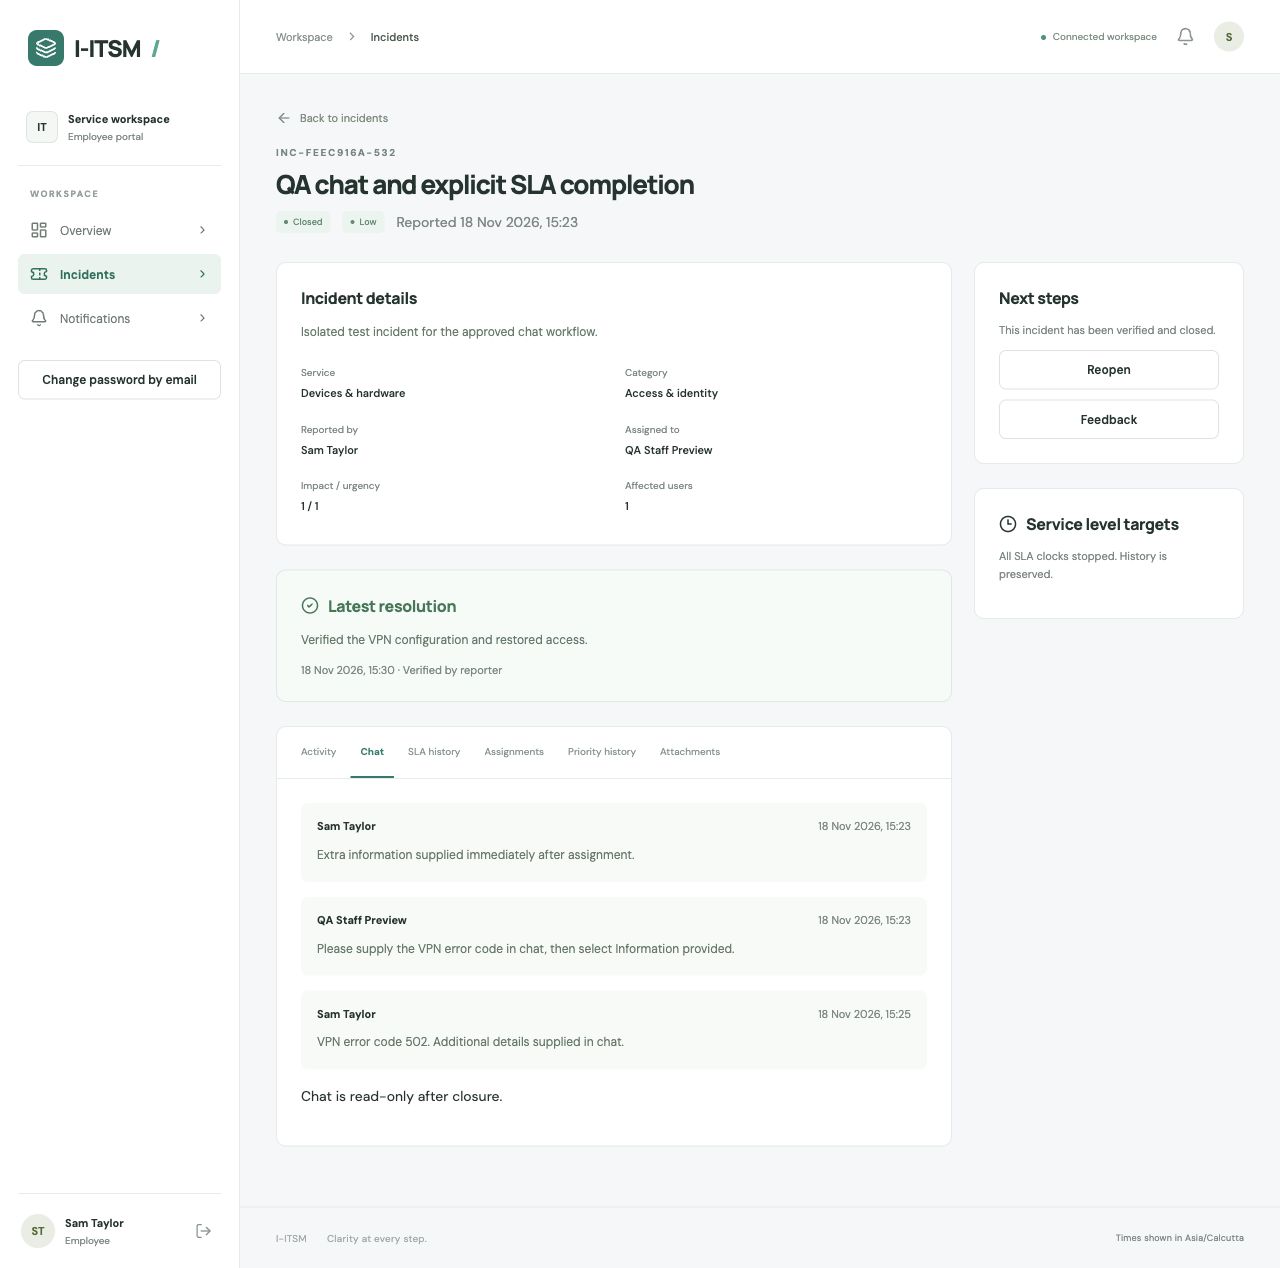 I-ITSM /
IT
Service workspace
Employee portal
WORKSPACE
Overview
Incidents
Notifications
Change password by email
ST
Sam Taylor
Employee
Workspace > Incidents
Connected workspace
S
Back to incidents
INC-FEEC916A-532
QA chat and explicit SLA completion
Closed
Low
Reported 18 Nov 2026, 15:23
Incident details
Isolated test incident for the approved chat workflow.
Service
Devices & hardware
Category
Access & identity
Reported by
Sam Taylor
Assigned to
QA Staff Preview
Impact / urgency
1 / 1
Affected users
1
Latest resolution
Verified the VPN configuration and restored access.
18 Nov 2026, 15:30 · Verified by reporter
Activity Chat SLA history Assignments Priority history Attachments
Sam Taylor 18 Nov 2026, 15:23
Extra information supplied immediately after assignment.
QA Staff Preview 18 Nov 2026, 15:23
Please supply the VPN error code in chat, then select Information provided.
Sam Taylor 18 Nov 2026, 15:25
VPN error code 502. Additional details supplied in chat.
Chat is read-only after closure.
Next steps
This incident has been verified and closed.
Reopen
Feedback
Service level targets
All SLA clocks stopped. History is
preserved.
I-ITSM Clarity at every step.
Times shown in Asia/Calcutta